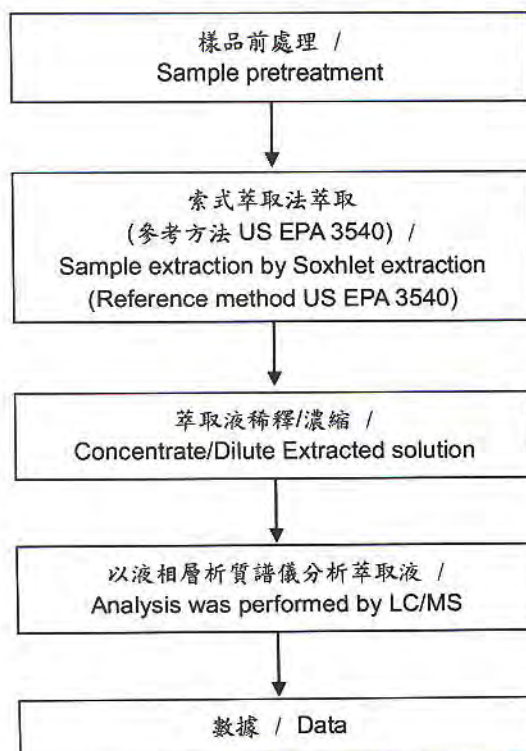 樣品前處理 /
Sample pretreatment
索式萃取法萃取
(參考方法 US EPA 3540) /
Sample extraction by Soxhlet extraction
(Reference method US EPA 3540)
萃取液稀釋/濃縮 /
Concentrate/Dilute Extracted solution
以液相層析質譜儀分析萃取液 /
Analysis was performed by LC/MS
數據 / Data